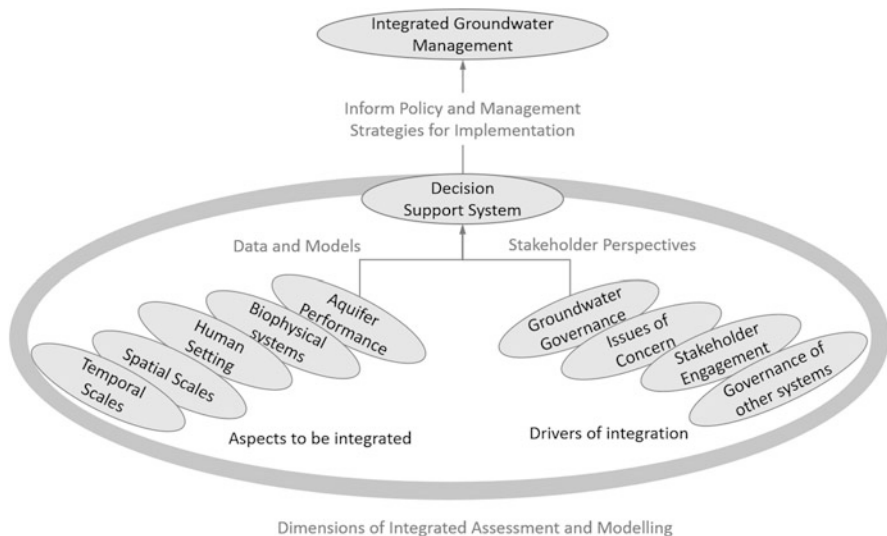 Integrated Groundwater
Management
Inform Policy and Management
Strategies for Implementation
Decision
Support System
Data and Models
Stakeholder Perspectives
Aquifer
Performance
Biophysical
systems
Human
Setting
Spatial Scales
Temporal
Scales
Groundwater
Governance
Issues of
Concern
Stakeholder
Engagement
Governance of
other systems
Aspects to be integrated
Drivers of integration
Dimensions of Integrated Assessment and Modelling